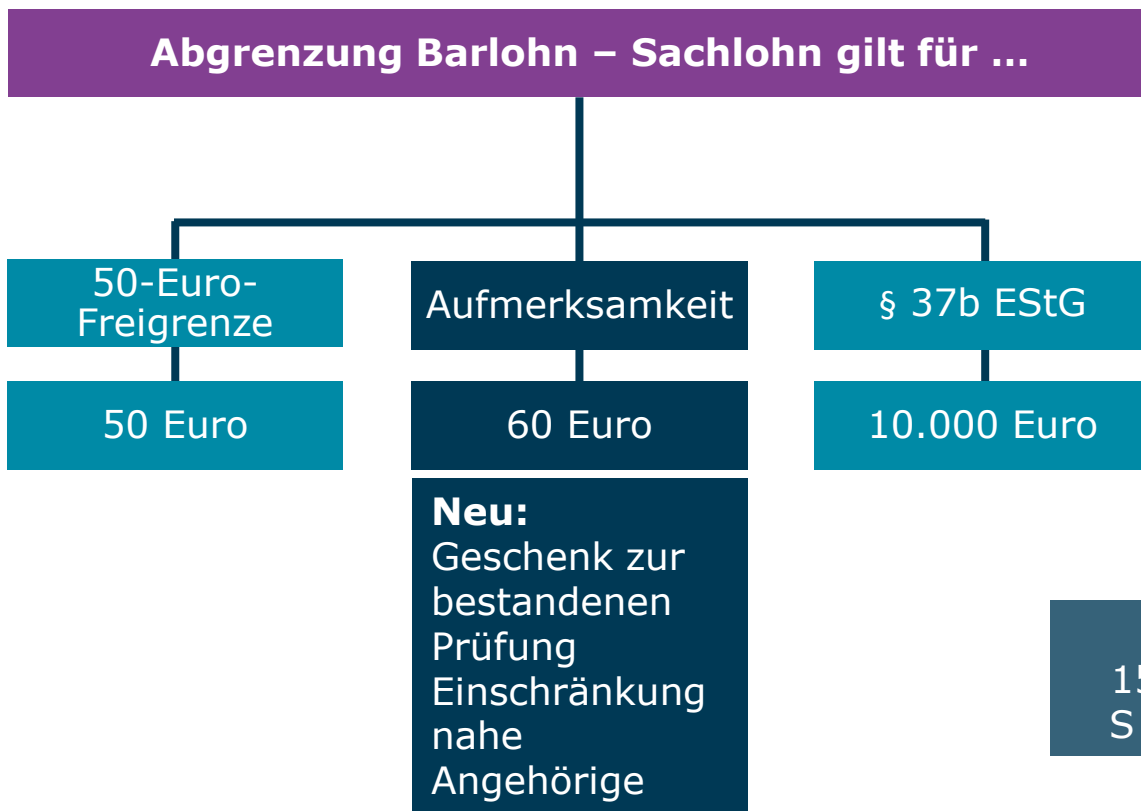 Abgrenzung Barlohn – Sachlohn gilt für ...
50-Euro-
Freigrenze
Aufmerksamkeit
§ 37b EStG
50 Euro
60 Euro
10.000 Euro
Neu:
Geschenk zur
bestandenen
Prüfung
Einschränkung
nahe
Angehörige